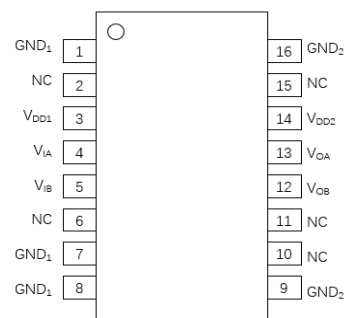 GND₁ 1 16 GND₂
NC 2 15 NC
VDD1 3 14 VDD2
VIA 4 13 VOA
VIB 5 12 VOB
NC 6 11 NC
GND₁ 7 10 NC
GND₁ 8 9 GND₂